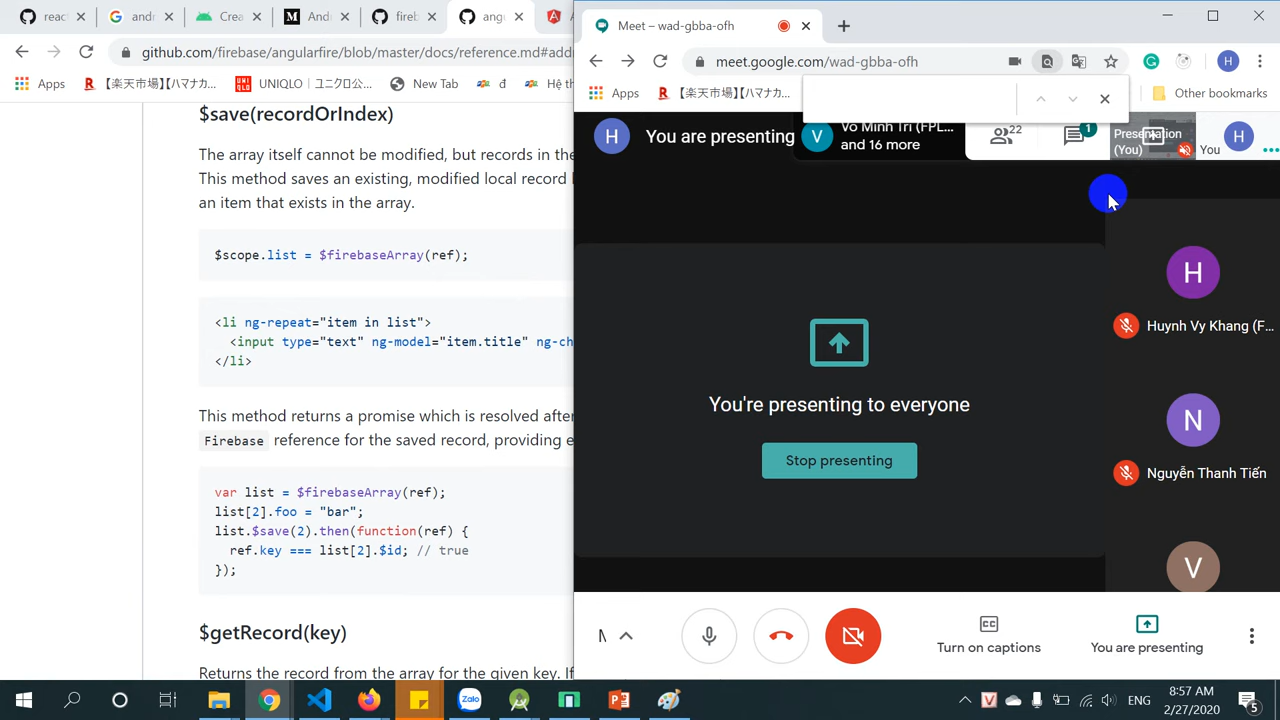 reac
andr
Crea
Andr
fireb
angu
A
github.com/firebase/angularfire/blob/master/docs/reference.md#add
Apps
【楽天市場】【ハマナカ...
UNIQLO｜ユニクロ公...
New Tab
đ
Hệ th
$save(recordOrIndex)
The array itself cannot be modified, but records in the
This method saves an existing, modified local record
an item that exists in the array.
$scope.list = $firebaseArray(ref);
<li ng-repeat="item in list">
<input type="text" ng-model="item.title" ng-ch
</li>
This method returns a promise which is resolved after
Firebase reference for the saved record, providing e
var list = $firebaseArray(ref);
list[2].foo = "bar";
list.$save(2).then(function(ref) {
ref.key === list[2].$id; // true
});
$getRecord(key)
Returns the record from the array for the given key. If
Meet – wad-gbba-ofh
meet.google.com/wad-gbba-ofh
H
Apps
【楽天市場】【ハマナカ...
Other bookmarks
H
You are presenting
V
Vo Minh Tri (FPL...
and 16 more
22
1
Presentation
(You)
You
H
H
Huynh Vy Khang (F...
N
Nguyễn Thanh Tiến
V
You're presenting to everyone
Stop presenting
Turn on captions
You are presenting
Zalo
V
ENG
8:57 AM
2/27/2020
5